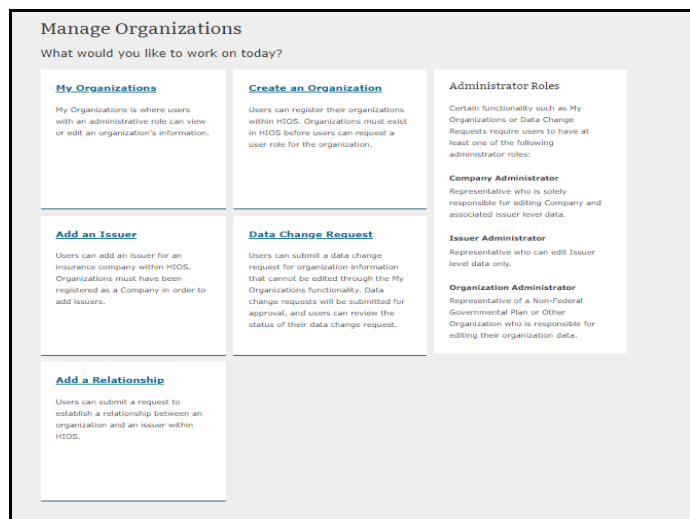 Manage Organizations
What would you like to work on today?
My Organizations
My Organizations is where users
with an administrative role can view
or edit an organization's information.
Create an Organization
Users can register their organizations
within HIOS. Organizations must exist
in HIOS before users can request a
user role for the organization.
Add an Issuer
Users can add an issuer for an
insurance company within HIOS.
Organizations must have been
registered as a Company in order to
add issuers.
Data Change Request
Users can submit a data change
request for organization information
that cannot be edited through the My
Organizations functionality. Data
change requests will be submitted for
approval, and users can review the
status of their data change request.
Add a Relationship
Users can submit a request to
establish a relationship between an
organization and an issuer within
HIOS.
Administrator Roles
Certain functionality such as My
Organizations or Data Change
Requests require users to have at
least one of the following
administrator roles:
Company Administrator
Representative who is solely
responsible for editing Company and
associated issuer level data.
Issuer Administrator
Representative who can edit Issuer
level data only.
Organization Administrator
Representative of a Non-Federal
Governmental Plan or Other
Organization who is responsible for
editing their organization data.